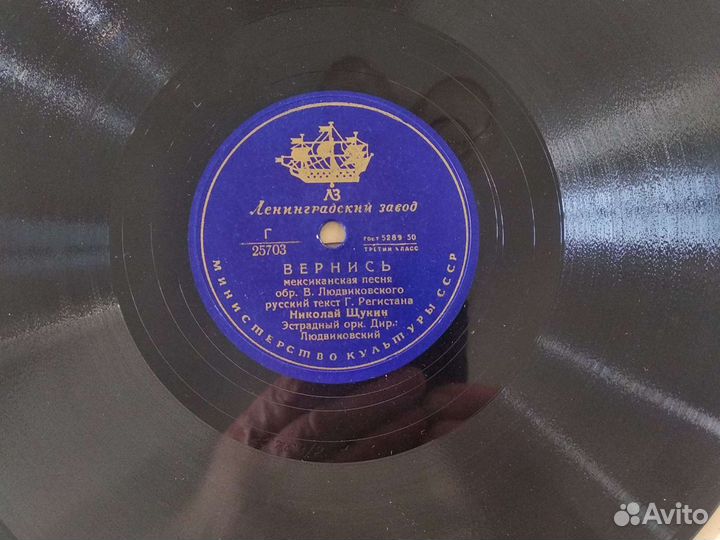 ЛЗ
Ленинградский завод
Г
25703
ГОСТ 5289-50
ТРЕТИЙ КЛАСС
ВЕРНИСЬ
мексиканская песня
обр. В. Людвиковского
русский текст Г. Регистана
Николай Щукин
Эстрадный орк. Дир.:
Людвиковский
МИНИСТЕРСТВО КУЛЬТУРЫ СССР
Avito